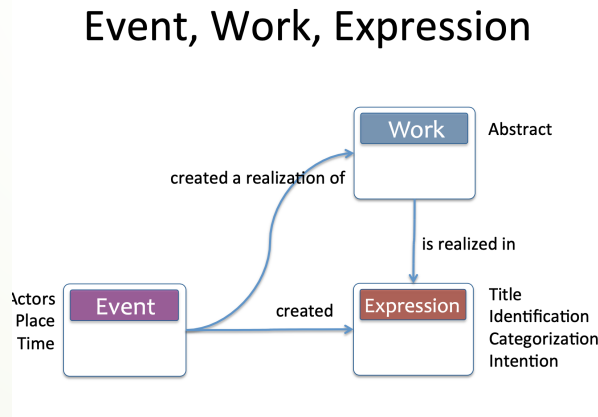 Event, Work, Expression
Work
Abstract
created a realization of
is realized in
Actors
Place
Time
Event
created
Expression
Title
Identification
Categorization
Intention